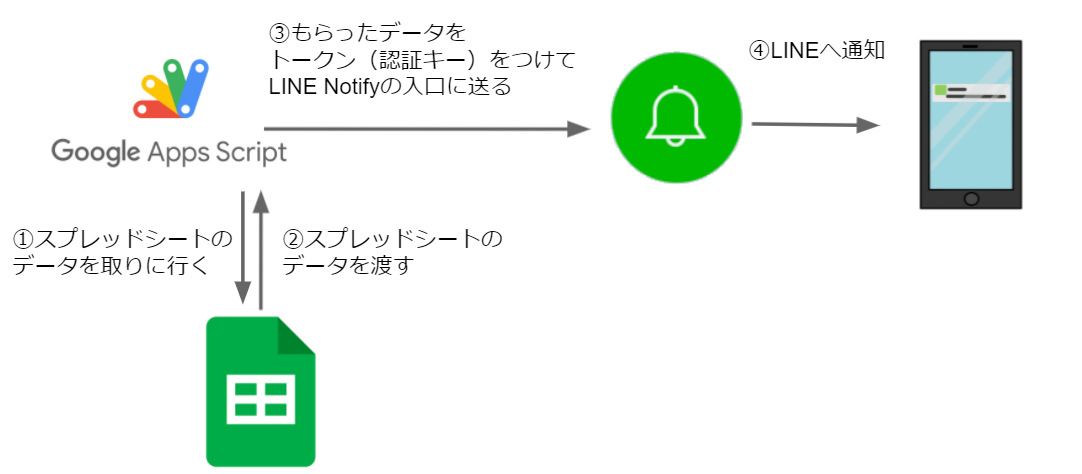 ③もらったデータを
トークン（認証キー）をつけて
LINE Notifyの入口に送る
④LINEへ通知
Google Apps Script
①スプレッドシートの
データを取りに行く
②スプレッドシートの
データを渡す